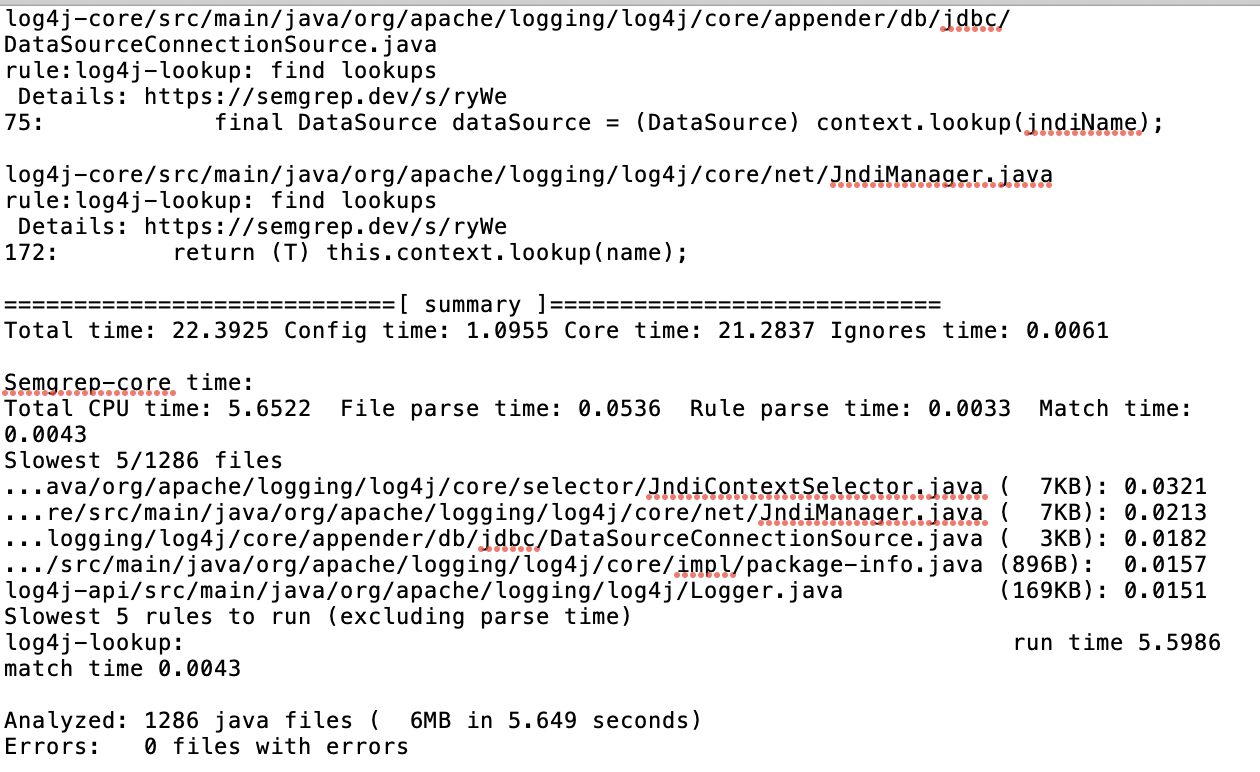 log4j-core/src/main/java/org/apache/logging/log4j/core/appender/db/jdbc/
DataSourceConnectionSource.java
rule:log4j-lookup: find lookups
 Details: https://semgrep.dev/s/ryWe
75:            final DataSource dataSource = (DataSource) context.lookup(jndiName);

log4j-core/src/main/java/org/apache/logging/log4j/core/net/JndiManager.java
rule:log4j-lookup: find lookups
 Details: https://semgrep.dev/s/ryWe
172:        return (T) this.context.lookup(name);

============================[ summary ]============================
Total time: 22.3925 Config time: 1.0955 Core time: 21.2837 Ignores time: 0.0061

Semgrep-core time:
Total CPU time: 5.6522  File parse time: 0.0536  Rule parse time: 0.0033  Match time:
0.0043
Slowest 5/1286 files
...ava/org/apache/logging/log4j/core/selector/JndiContextSelector.java (  7KB): 0.0321
...re/src/main/java/org/apache/logging/log4j/core/net/JndiManager.java (  7KB): 0.0213
...logging/log4j/core/appender/db/jdbc/DataSourceConnectionSource.java (  3KB): 0.0182
.../src/main/java/org/apache/logging/log4j/core/impl/package-info.java (896B):  0.0157
log4j-api/src/main/java/org/apache/logging/log4j/Logger.java           (169KB): 0.0151
Slowest 5 rules to run (excluding parse time)
log4j-lookup:                                                           run time 5.5986
match time 0.0043

Analyzed: 1286 java files (  6MB in 5.649 seconds)
Errors:   0 files with errors